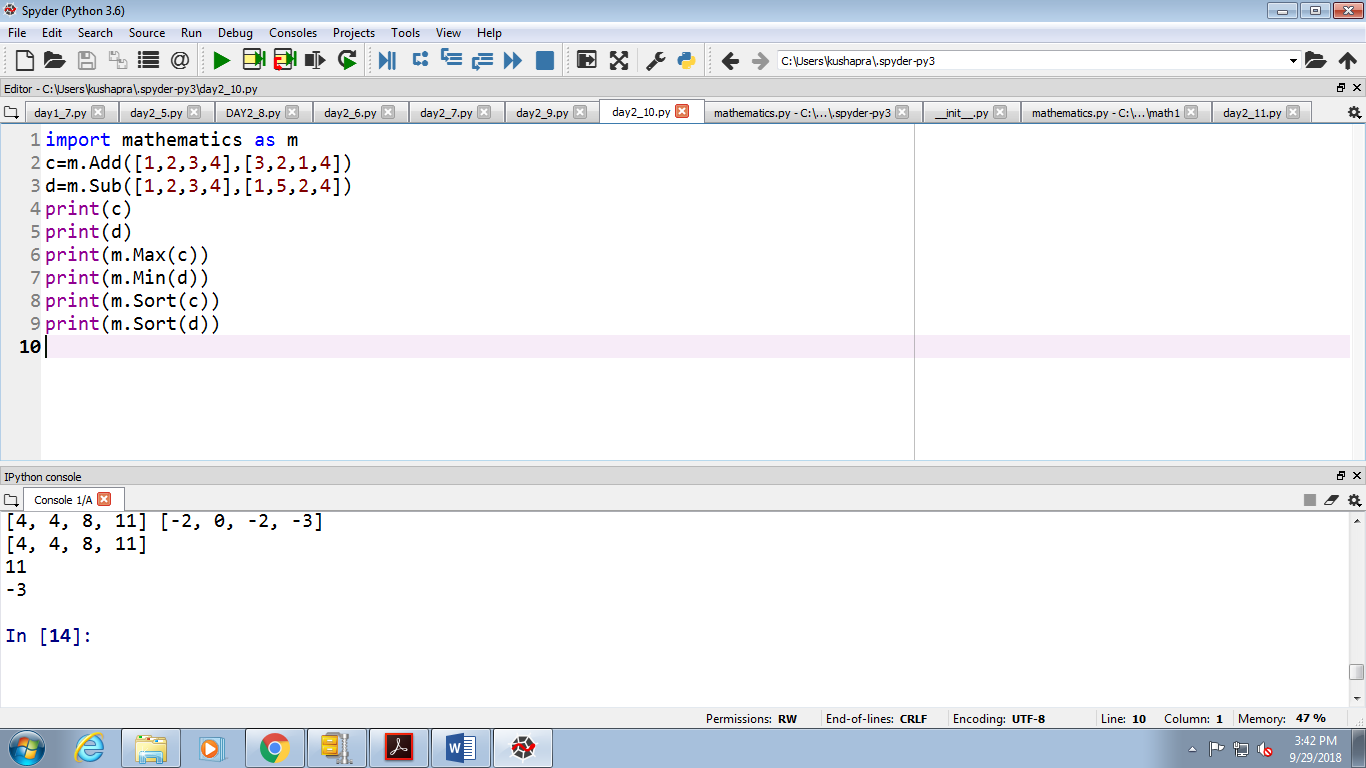 Spyder (Python 3.6)
File Edit Search Source Run Debug Consoles Projects Tools View Help
C:\Users\kushapra\.spyder-py3
Editor - C:\Users\kushapra\.spyder-py3\day2_10.py
day1_7.py day2_5.py DAY2_8.py day2_6.py day2_7.py day2_9.py day2_10.py mathematics.py - C:\...\.spyder-py3 __init__.py mathematics.py - C:\...\math1 day2_11.py
1 import mathematics as m
2 c=m.Add([1,2,3,4],[3,2,1,4])
3 d=m.Sub([1,2,3,4],[1,5,2,4])
4 print(c)
5 print(d)
6 print(m.Max(c))
7 print(m.Min(d))
8 print(m.Sort(c))
9 print(m.Sort(d))
10
IPython console
Console 1/A
[4, 4, 8, 11] [-2, 0, -2, -3]
[4, 4, 8, 11]
11
-3
In [14]:
Permissions: RW End-of-lines: CRLF Encoding: UTF-8 Line: 10 Column: 1 Memory: 47 %
3:42 PM
9/29/2018